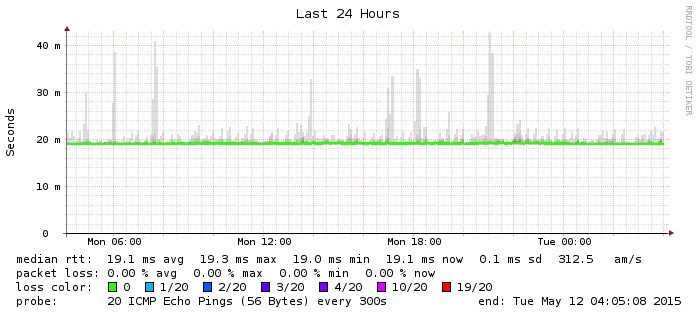 Last 24 Hours
RRDTOOL / TOBI OETIKER
Seconds
40 m
30 m
20 m
10 m
0
Mon 06:00 Mon 12:00 Mon 18:00 Tue 00:00
median rtt: 19.1 ms avg 19.3 ms max 19.0 ms min 19.1 ms now 0.1 ms sd 312.5 am/s
packet loss: 0.00 % avg 0.00 % max 0.00 % min 0.00 % now
loss color: 0 1/20 2/20 3/20 4/20 10/20 19/20
probe: 20 ICMP Echo Pings (56 Bytes) every 300s end: Tue May 12 04:05:08 2015